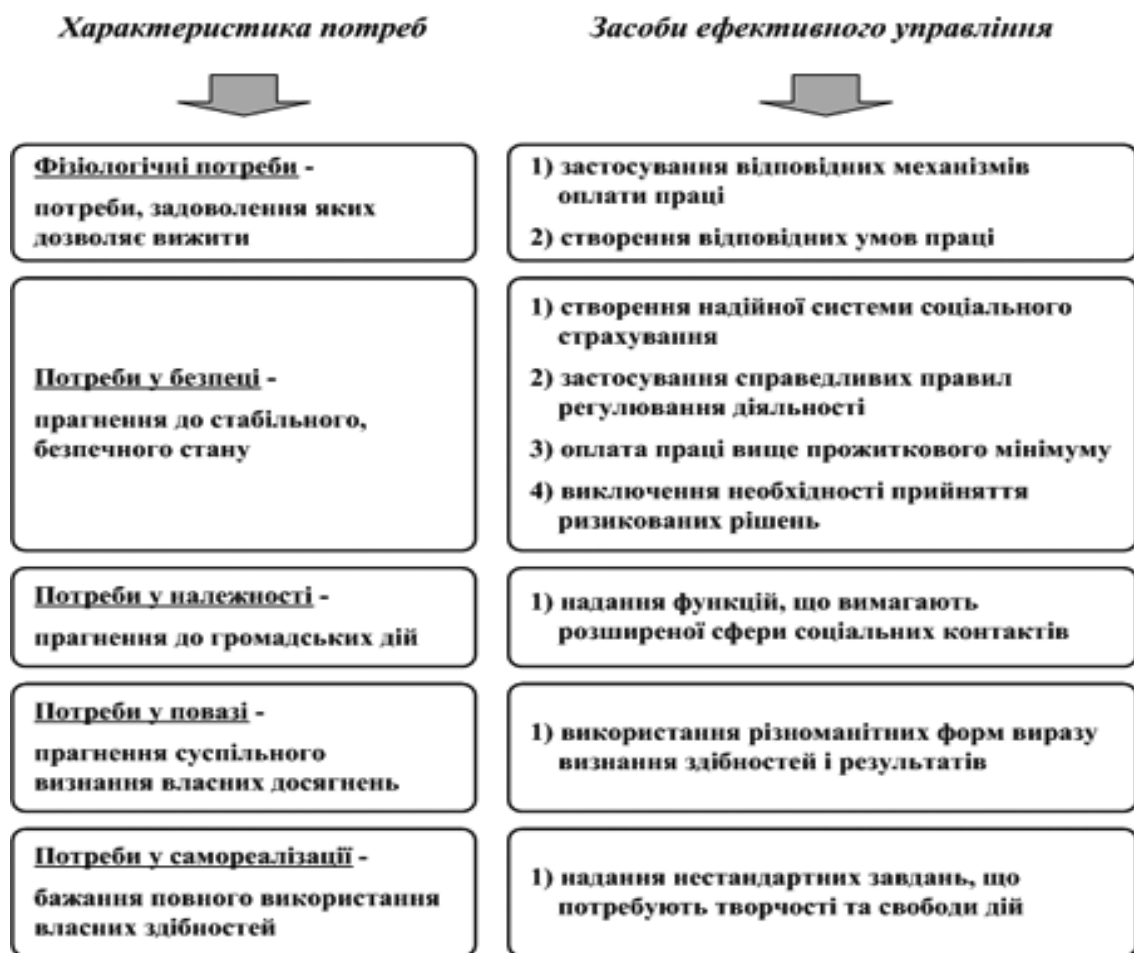 Характеристика потреб
Засоби ефективного управління
Фізіологічні потреби -
потреби, задоволення яких
дозволяє вижити
1) застосування відповідних механізмів
оплати праці
2) створення відповідних умов праці
Потреби у безпеці -
прагнення до стабільного,
безпечного стану
1) створення надійної системи соціального
страхування
2) застосування справедливих правил
регулювання діяльності
3) оплата праці вище прожиткового мінімуму
4) виключення необхідності прийняття
ризикованих рішень
Потреби у належності -
прагнення до громадських дій
1) надання функцій, що вимагають
розширеної сфери соціальних контактів
Потреби у повазі -
прагнення суспільного
визнання власних досягнень
1) використання різноманітних форм виразу
визнання здібностей і результатів
Потреби у самореалізації -
бажання повного використання
власних здібностей
1) надання нестандартних завдань, що
потребують творчості та свободи дій